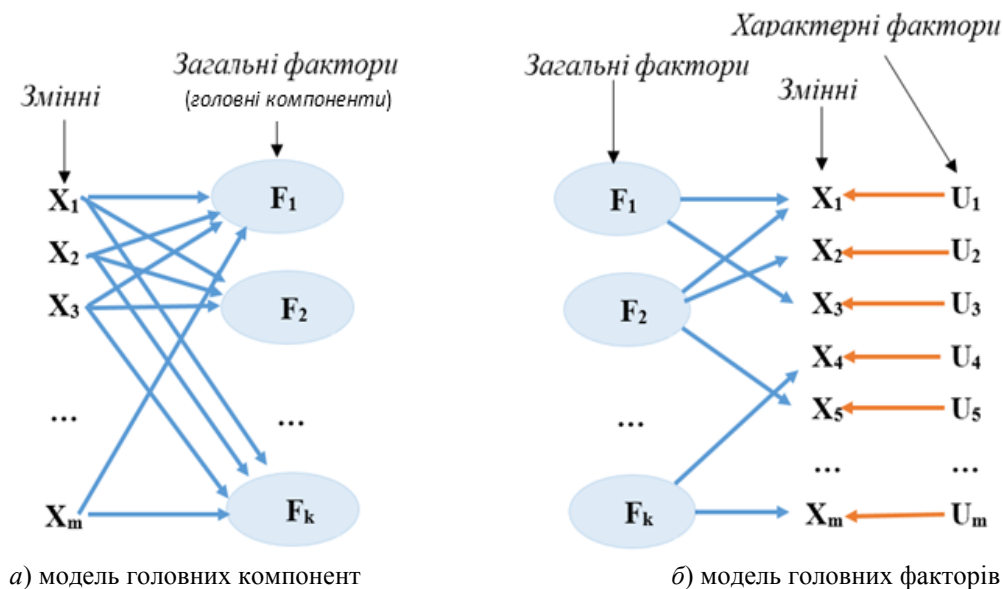 Змінні
Загальні фактори
(головні компоненти)
X₁
X₂
X₃
...
Xₘ
F₁
F₂
...
Fₖ
а) модель головних компонент
Загальні фактори
Змінні
Характерні фактори
F₁
F₂
...
Fₖ
X₁
X₂
X₃
X₄
X₅
...
Xₘ
U₁
U₂
U₃
U₄
U₅
...
Uₘ
б) модель головних факторів